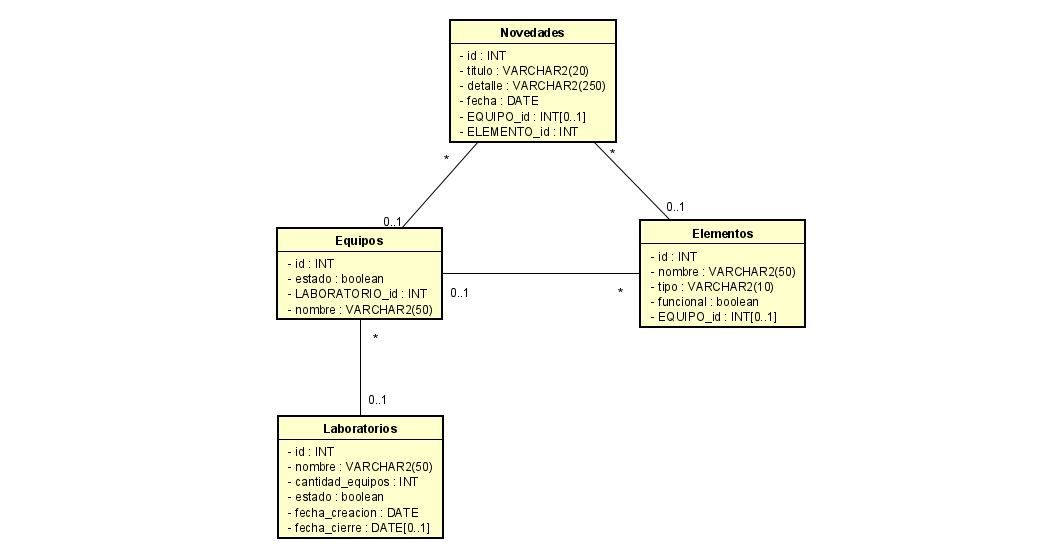 Novedades
- id : INT
- titulo : VARCHAR2(20)
- detalle : VARCHAR2(250)
- fecha : DATE
- EQUIPO_id : INT[0..1]
- ELEMENTO_id : INT
*
*
0..1
0..1
Equipos
- id : INT
- estado : boolean
- LABORATORIO_id : INT
- nombre : VARCHAR2(50)
Elementos
- id : INT
- nombre : VARCHAR2(50)
- tipo : VARCHAR2(10)
- funcional : boolean
- EQUIPO_id : INT[0..1]
0..1
*
*
0..1
Laboratorios
- id : INT
- nombre : VARCHAR2(50)
- cantidad_equipos : INT
- estado : boolean
- fecha_creacion : DATE
- fecha_cierre : DATE[0..1]